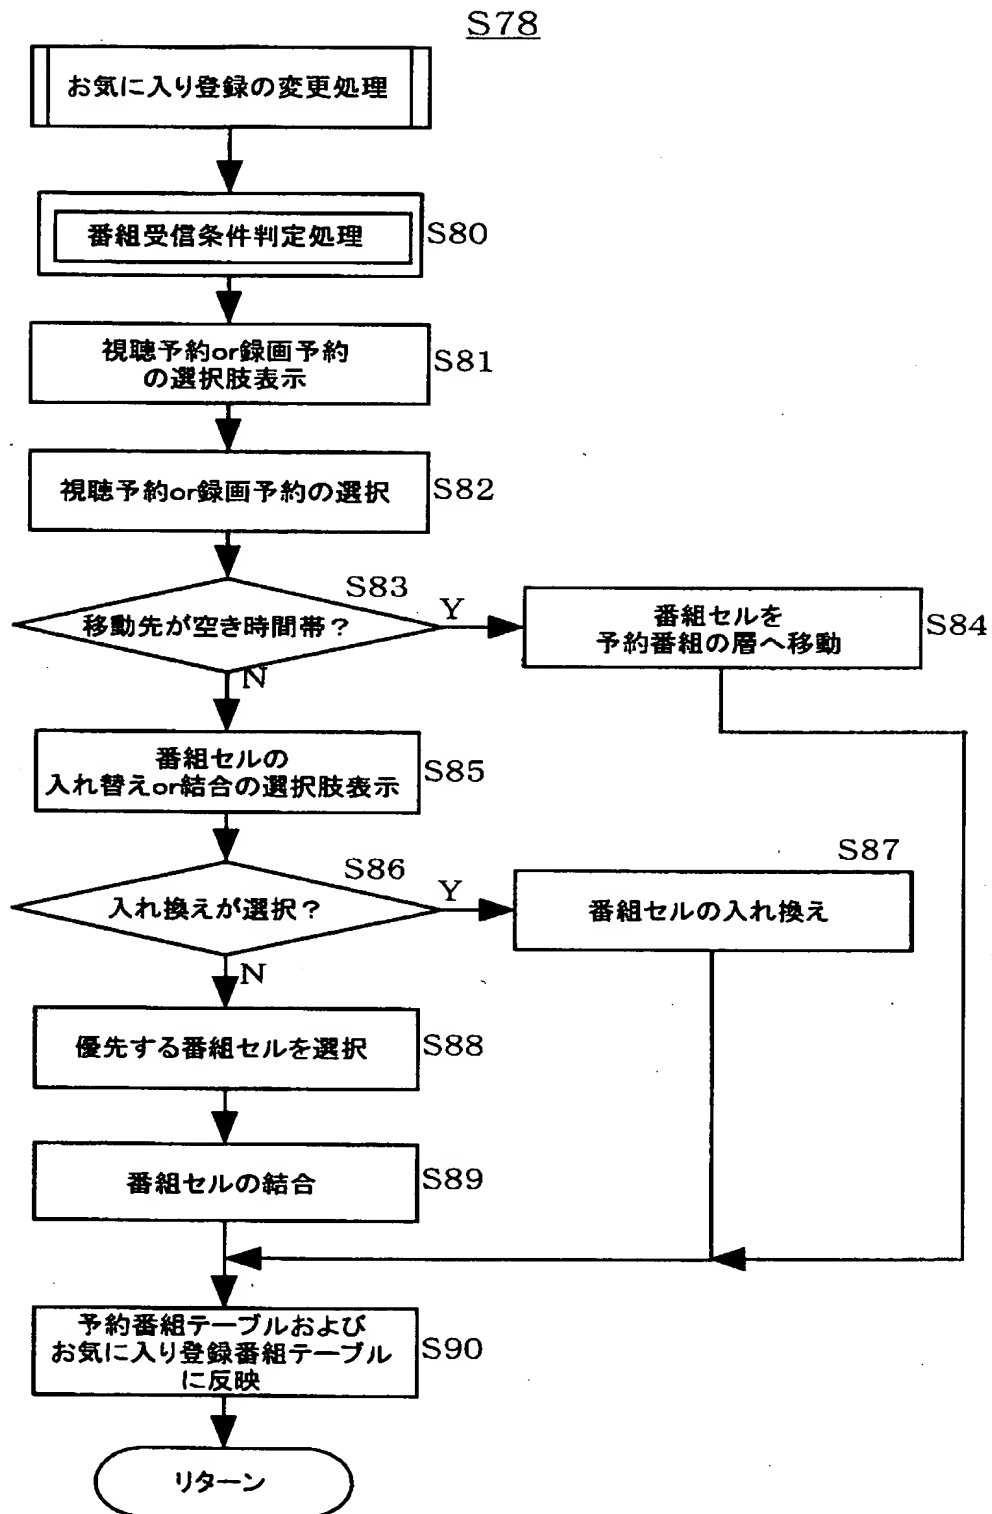 S78
お気に入り登録の変更処理
番組受信条件判定処理
S80
視聴予約or録画予約
の選択肢表示
S81
視聴予約or録画予約の選択
S82
S83
移動先が空き時間帯？
Y
N
番組セルを
予約番組の層へ移動
S84
番組セルの
入れ替えor結合の選択肢表示
S85
S86
入れ換えが選択？
Y
N
S87
番組セルの入れ換え
優先する番組セルを選択
S88
番組セルの結合
S89
予約番組テーブルおよび
お気に入り登録番組テーブル
に反映
S90
リターン